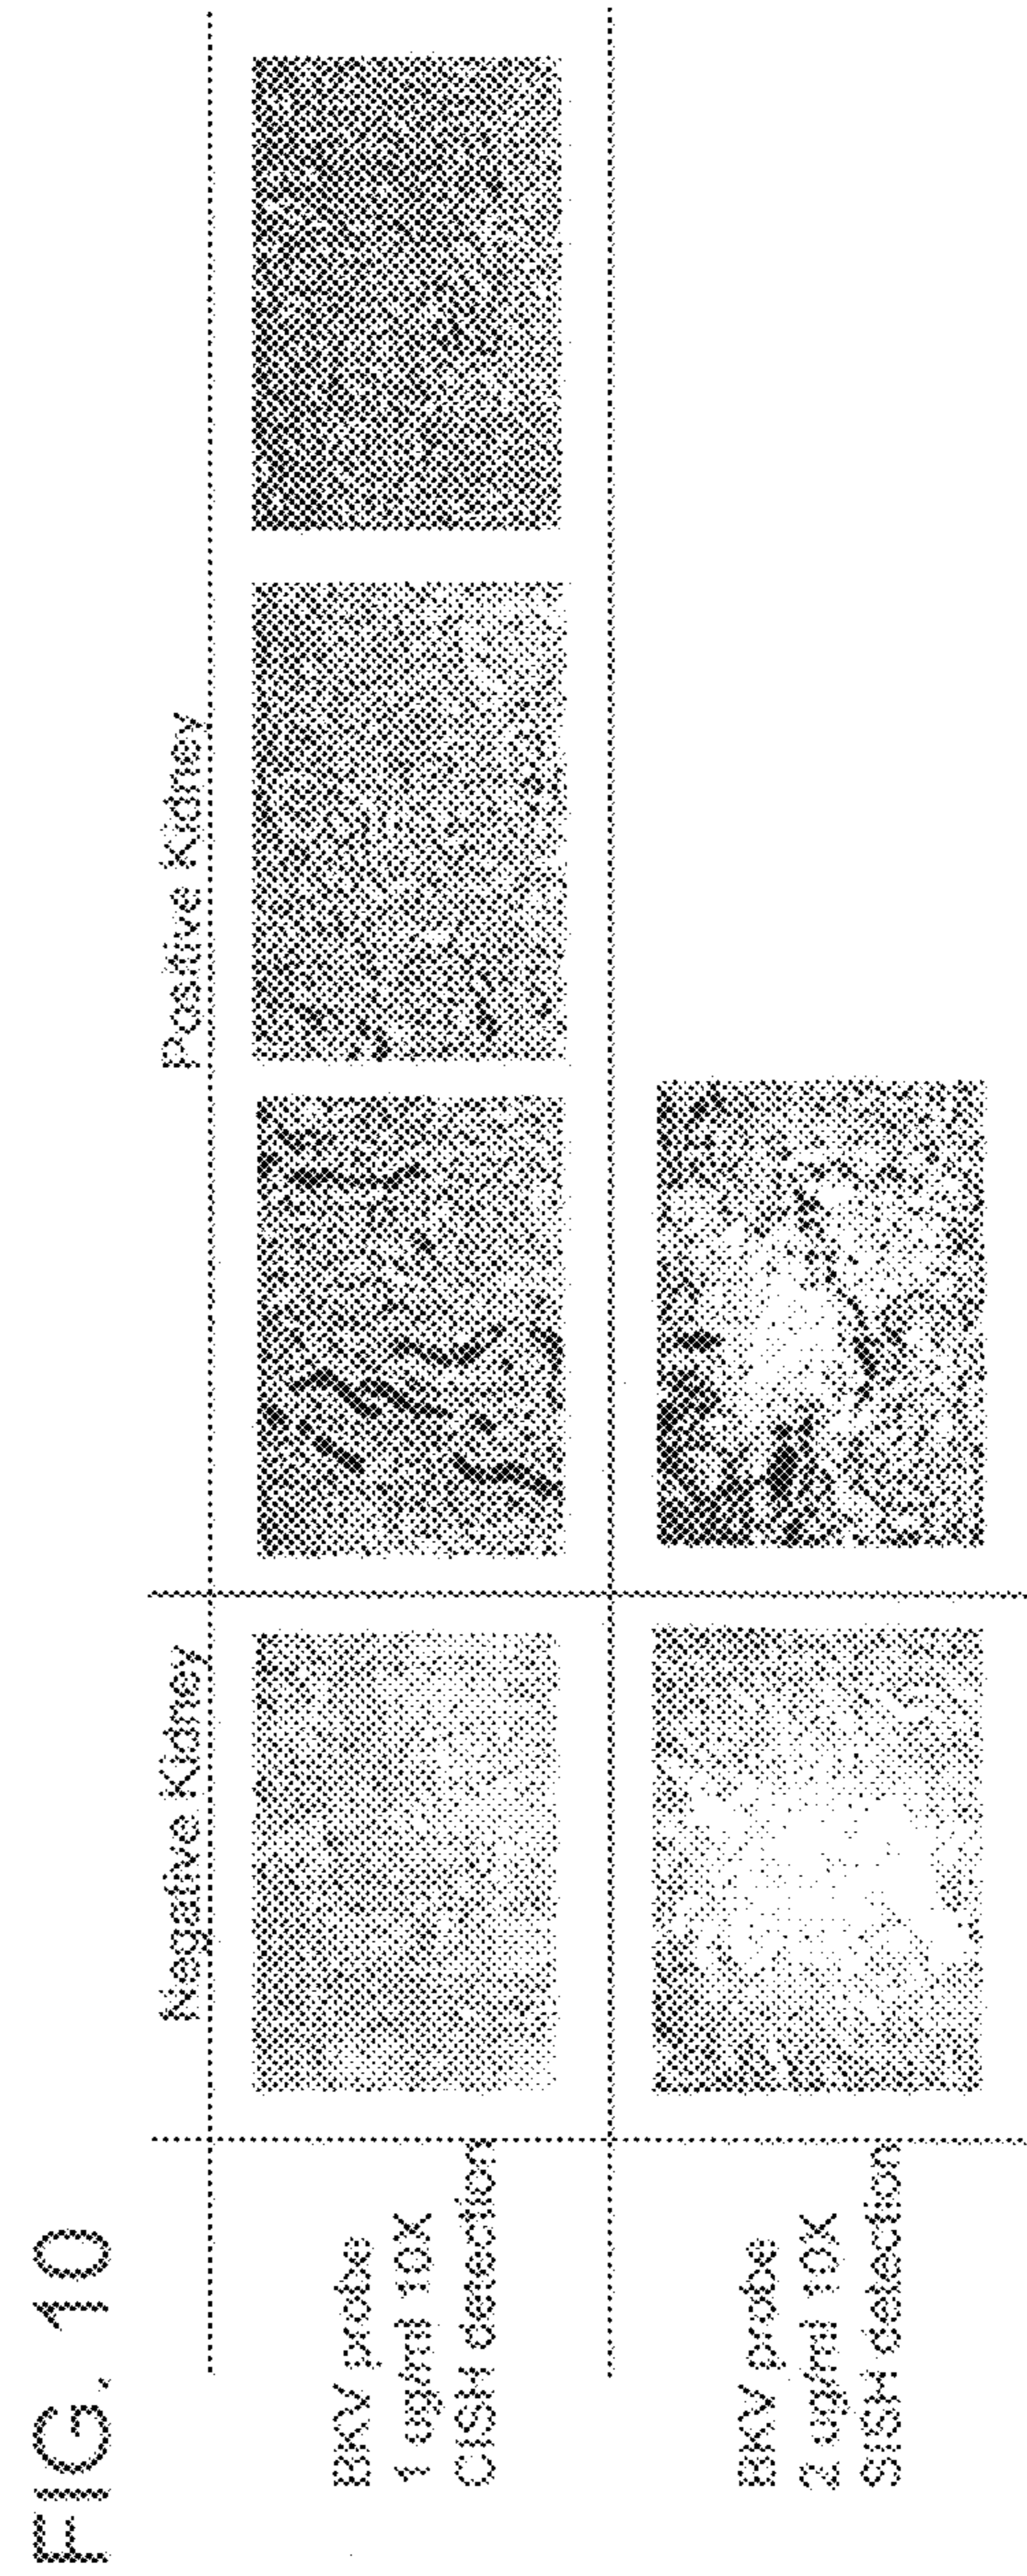 FIG. 10
Negative Kidney
Positive Kidney
BKV probe
1 ug/ml 10X
CISH detection
BKV probe
2 ug/ml 10X
SISH detection